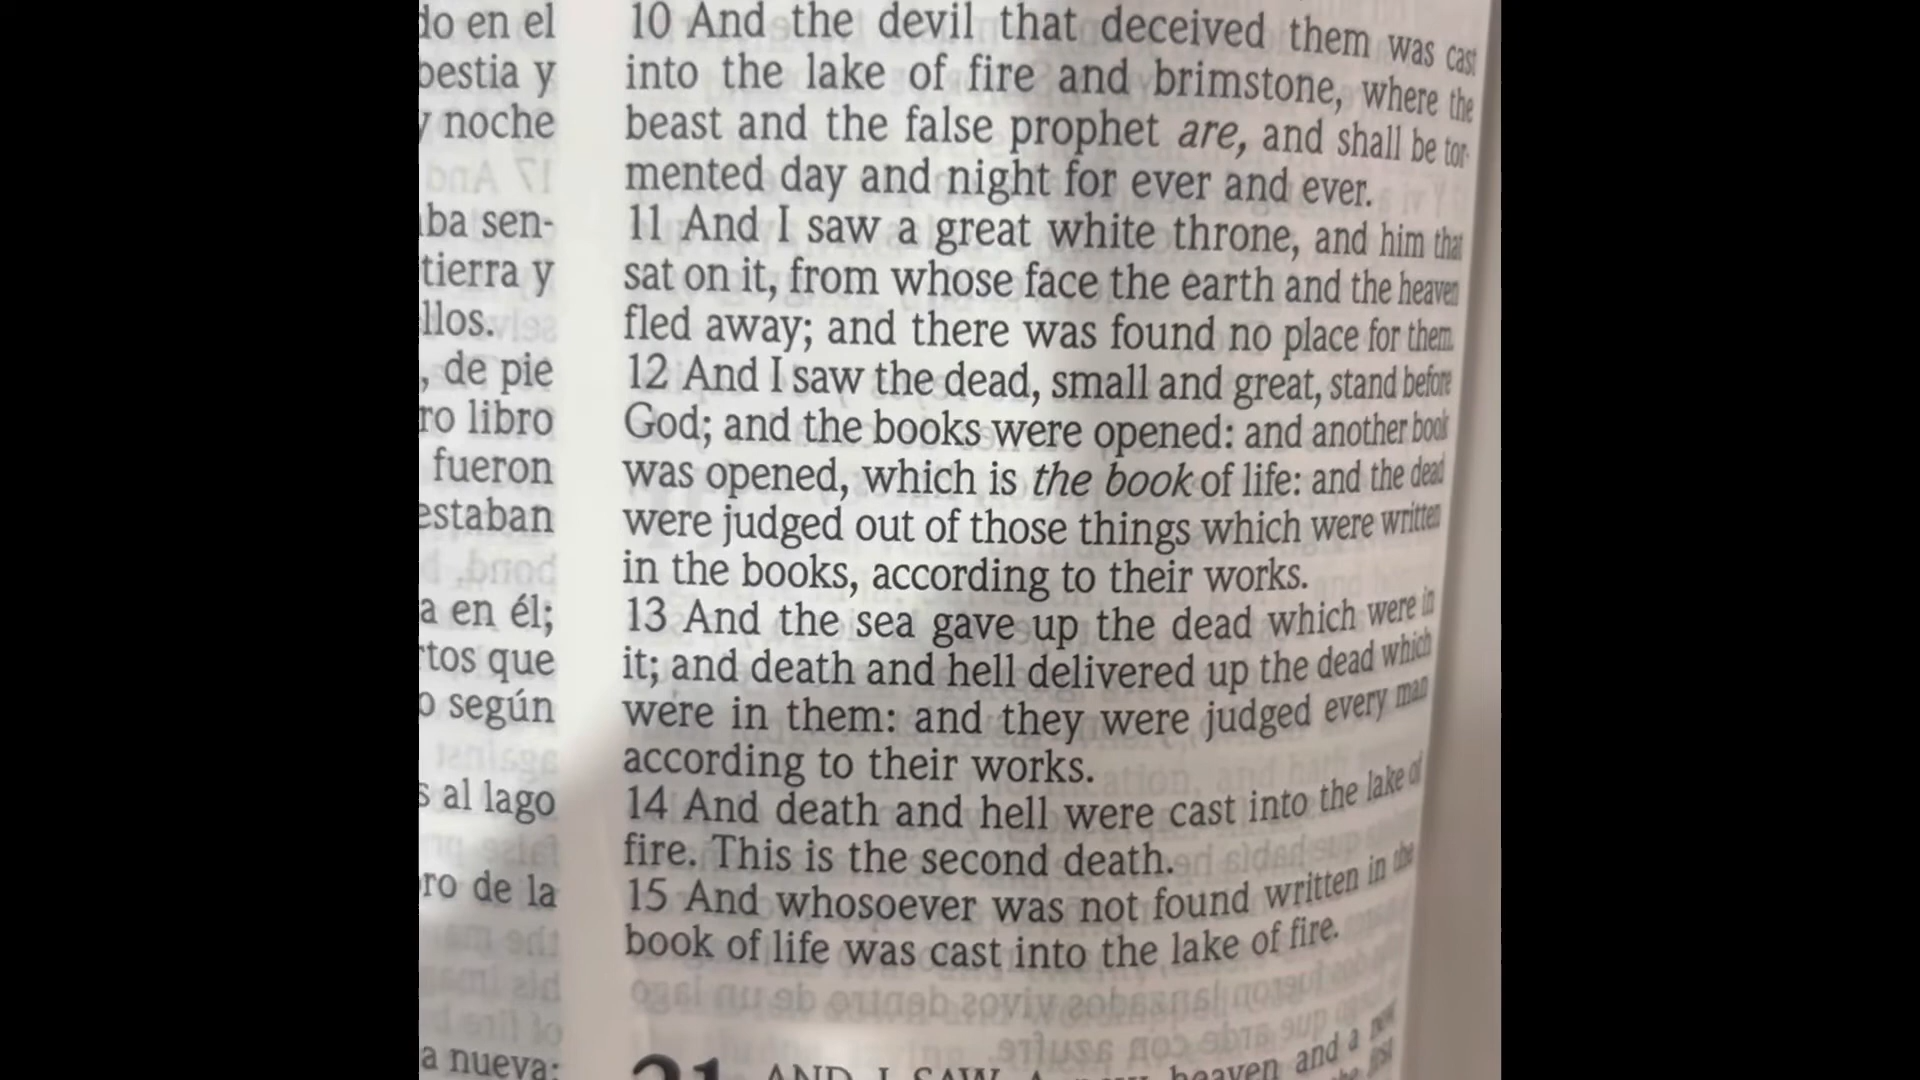 do en el
bestia y
y noche
aba sen-
tierra y
llos.
, de pie
ro libro
fueron
estaban
a en él;
tos que
o según
s al lago
ro de la
a nueva:
10 And the devil that deceived them was cast
into the lake of fire and brimstone, where the
beast and the false prophet are, and shall be tor-
mented day and night for ever and ever.
11 And I saw a great white throne, and him that
sat on it, from whose face the earth and the heaven
fled away; and there was found no place for them.
12 And I saw the dead, small and great, stand before
God; and the books were opened: and another book
was opened, which is the book of life: and the dead
were judged out of those things which were written
in the books, according to their works.
13 And the sea gave up the dead which were in
it; and death and hell delivered up the dead which
were in them: and they were judged every man
according to their works.
14 And death and hell were cast into the lake of
fire. This is the second death.
15 And whosoever was not found written in the
book of life was cast into the lake of fire.
21 AND I SAW A new heaven and a new